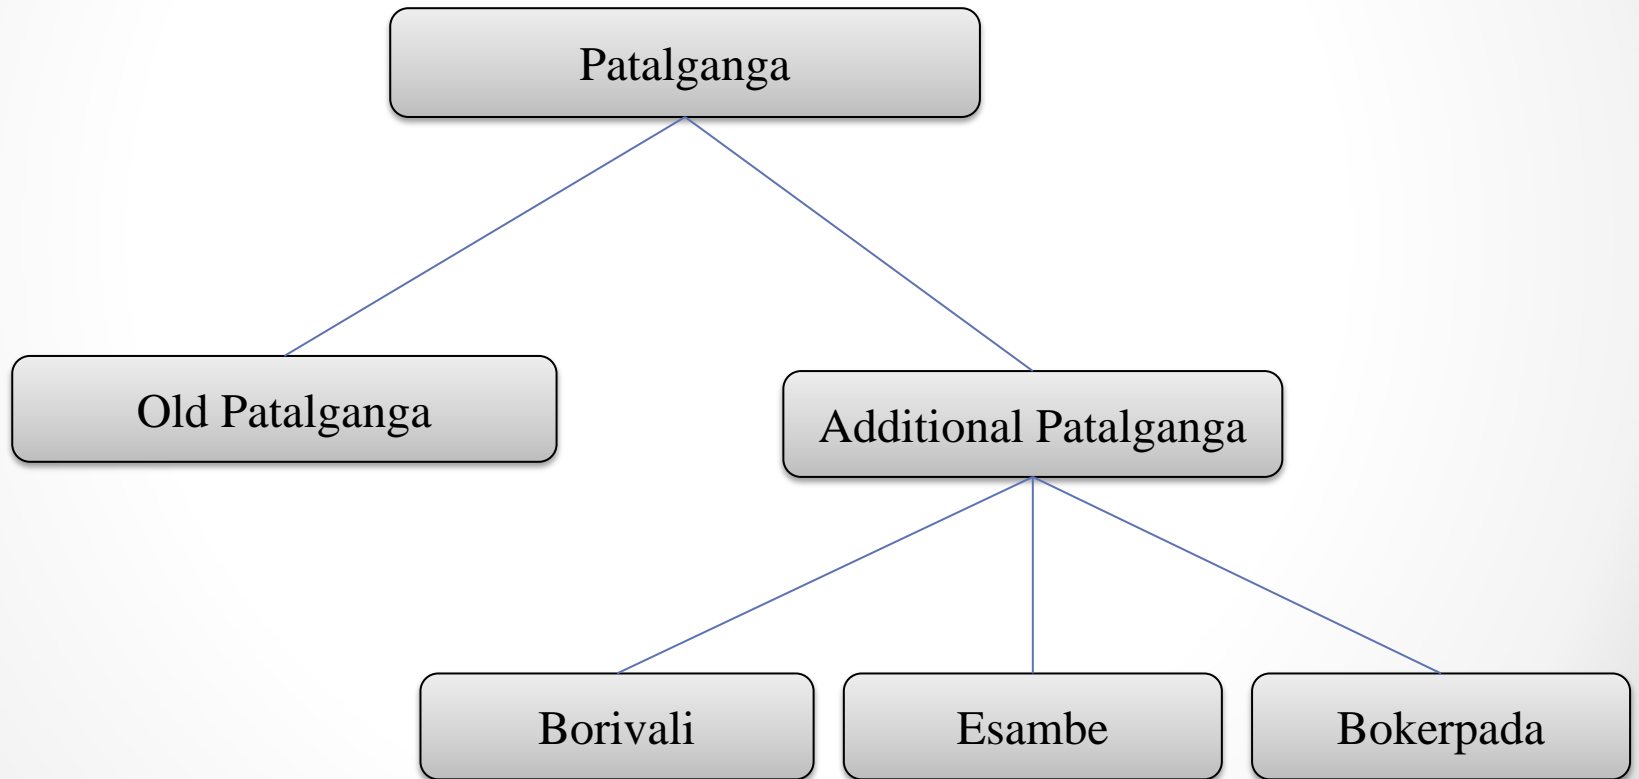 Patalganga
Old Patalganga
Additional Patalganga
Borivali
Esambe
Bokerpada